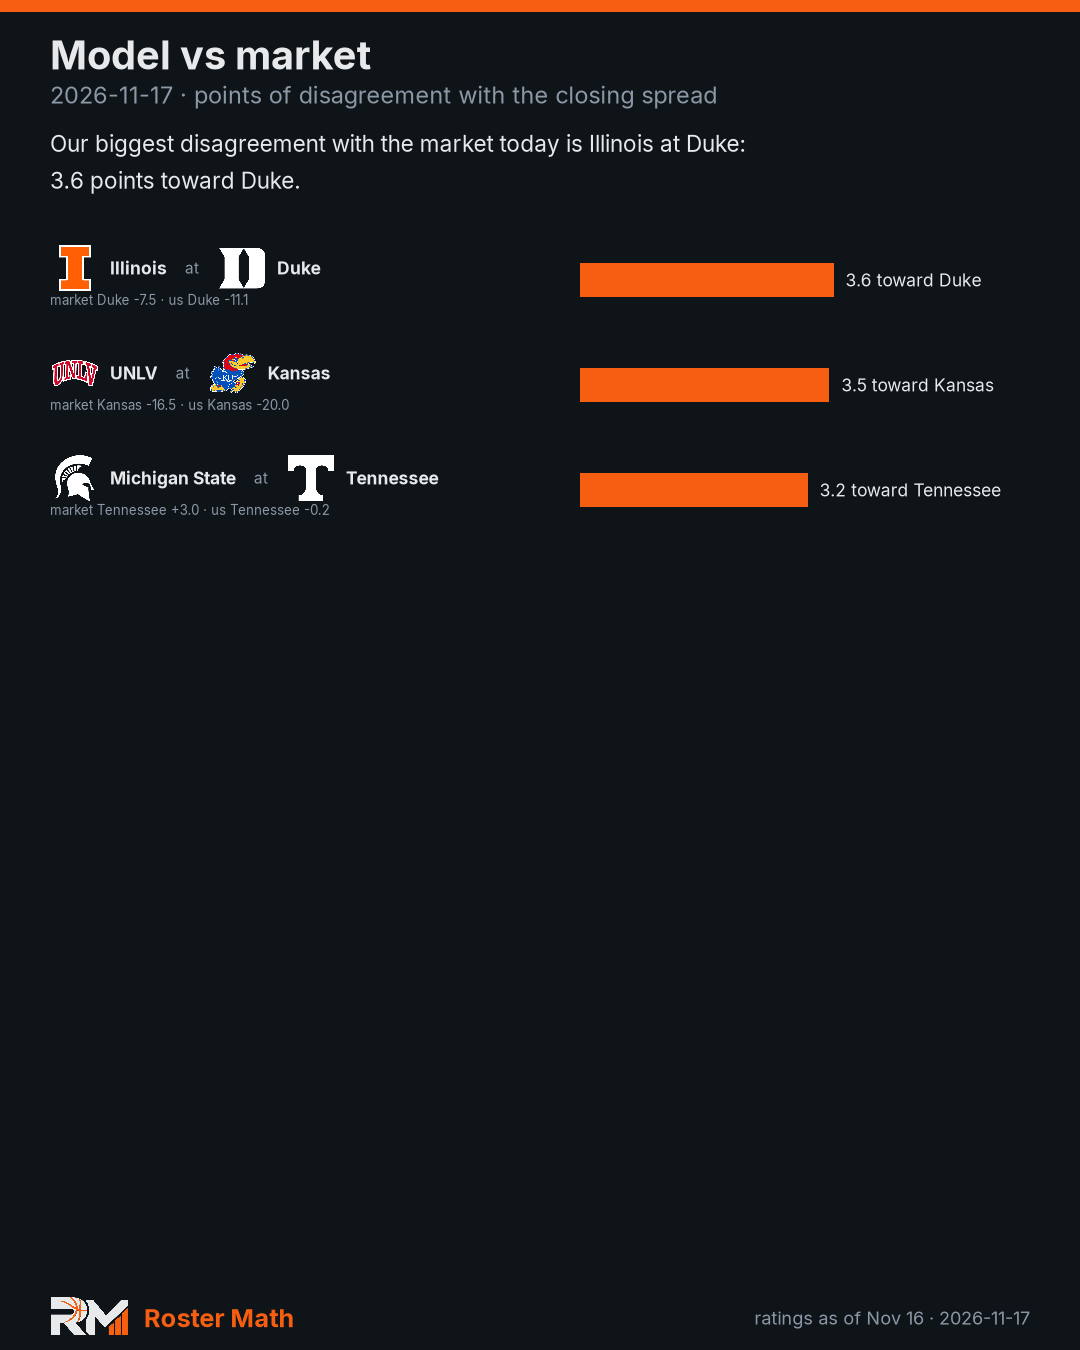 Model vs market
2026-11-17 · points of disagreement with the closing spread
Our biggest disagreement with the market today is Illinois at Duke:
3.6 points toward Duke.
Illinois at Duke
market Duke -7.5 · us Duke -11.1
3.6 toward Duke
UNLV UNLV at KU Kansas
market Kansas -16.5 · us Kansas -20.0
3.5 toward Kansas
Michigan State at T Tennessee
market Tennessee +3.0 · us Tennessee -0.2
3.2 toward Tennessee
RM Roster Math
ratings as of Nov 16 · 2026-11-17